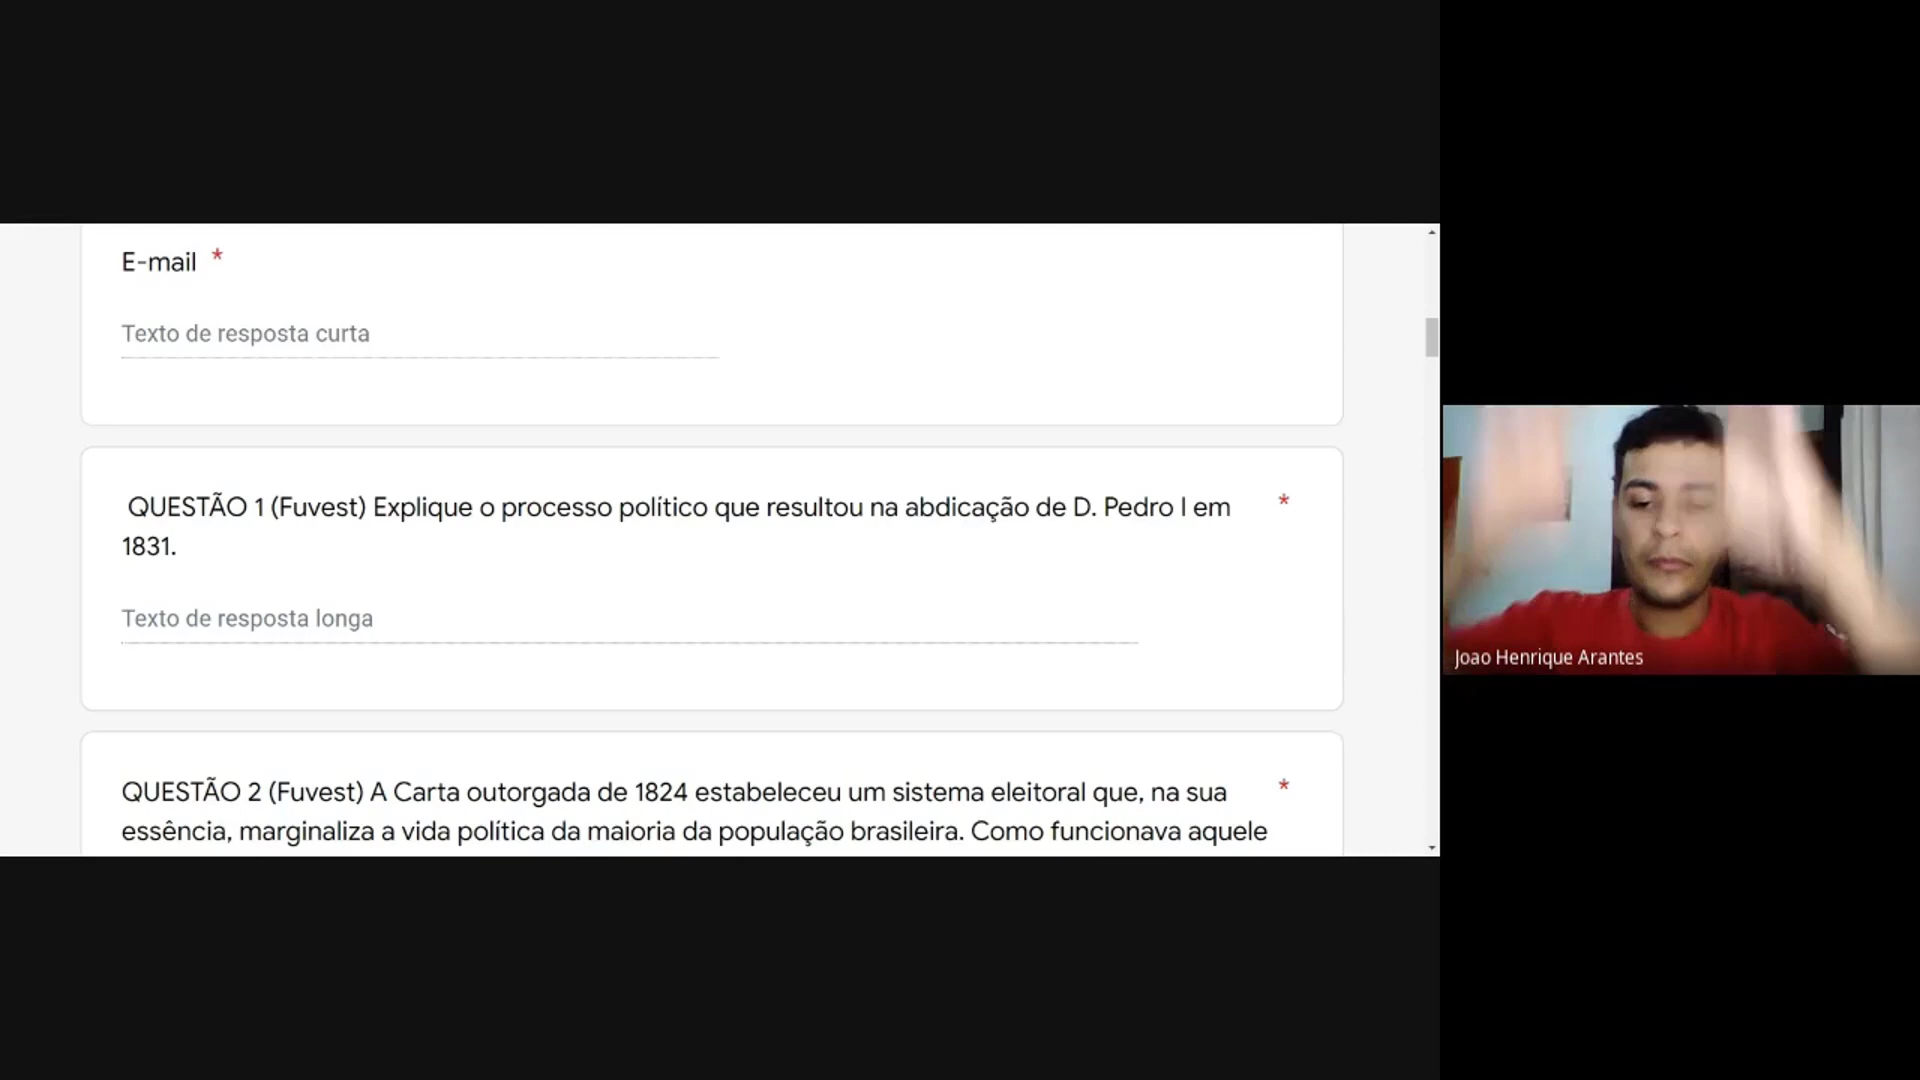 E-mail *
Texto de resposta curta
QUESTÃO 1 (Fuvest) Explique o processo político que resultou na abdicação de D. Pedro I em *
1831.
Texto de resposta longa
QUESTÃO 2 (Fuvest) A Carta outorgada de 1824 estabeleceu um sistema eleitoral que, na sua *
essência, marginaliza a vida política da maioria da população brasileira. Como funcionava aquele
Joao Henrique Arantes